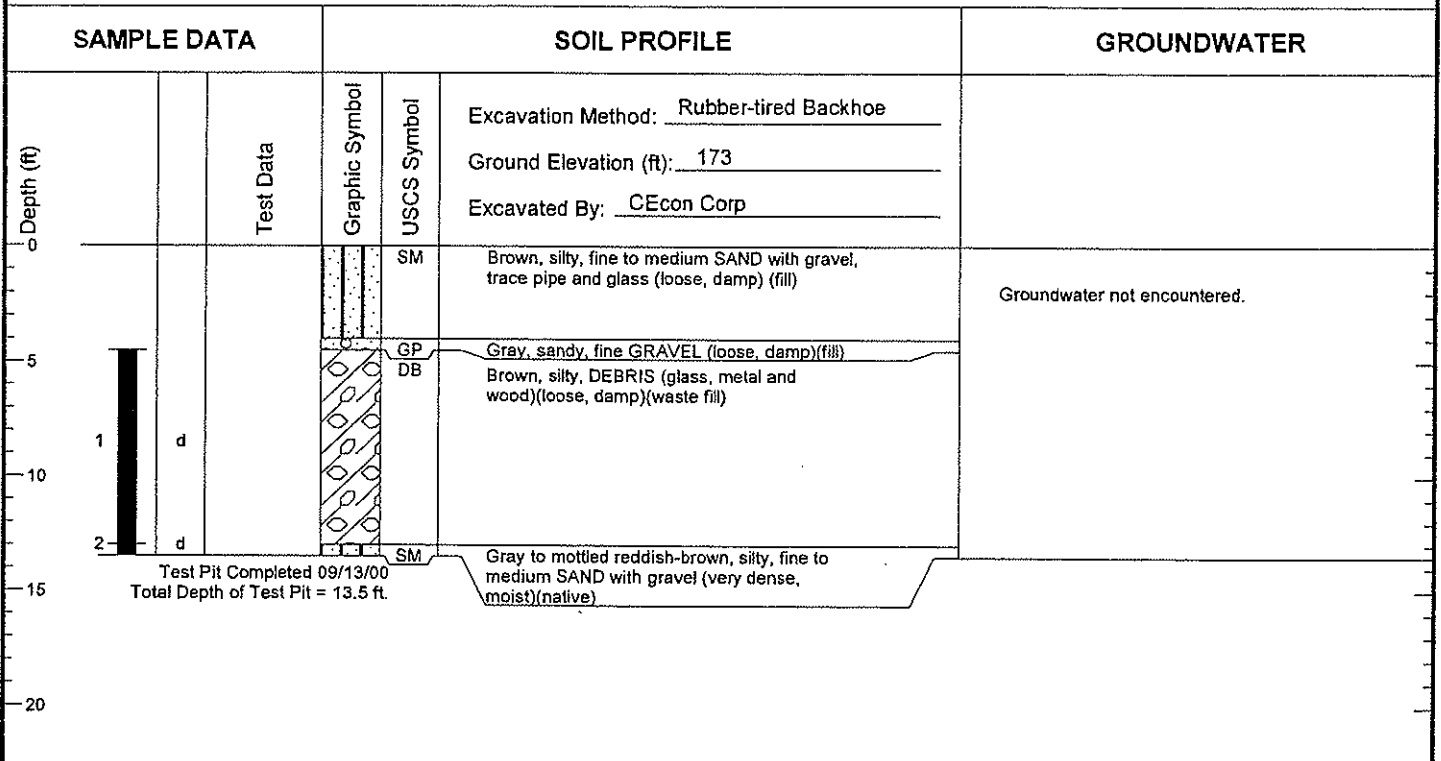 SAMPLE DATA
SOIL PROFILE
GROUNDWATER
Depth (ft)
Test Data
Graphic Symbol
USCS Symbol
Excavation Method: Rubber-tired Backhoe
Ground Elevation (ft): 173
Excavated By: CEcon Corp
0
SM
Brown, silty, fine to medium SAND with gravel,
trace pipe and glass (loose, damp) (fill)
Groundwater not encountered.
GP
Gray, sandy, fine GRAVEL (loose, damp)(fill)
5
DB
Brown, silty, DEBRIS (glass, metal and
wood)(loose, damp)(waste fill)
1
d
10
2
d
SM
Gray to mottled reddish-brown, silty, fine to
medium SAND with gravel (very dense,
moist)(native)
Test Pit Completed 09/13/00
Total Depth of Test Pit = 13.5 ft.
15
20